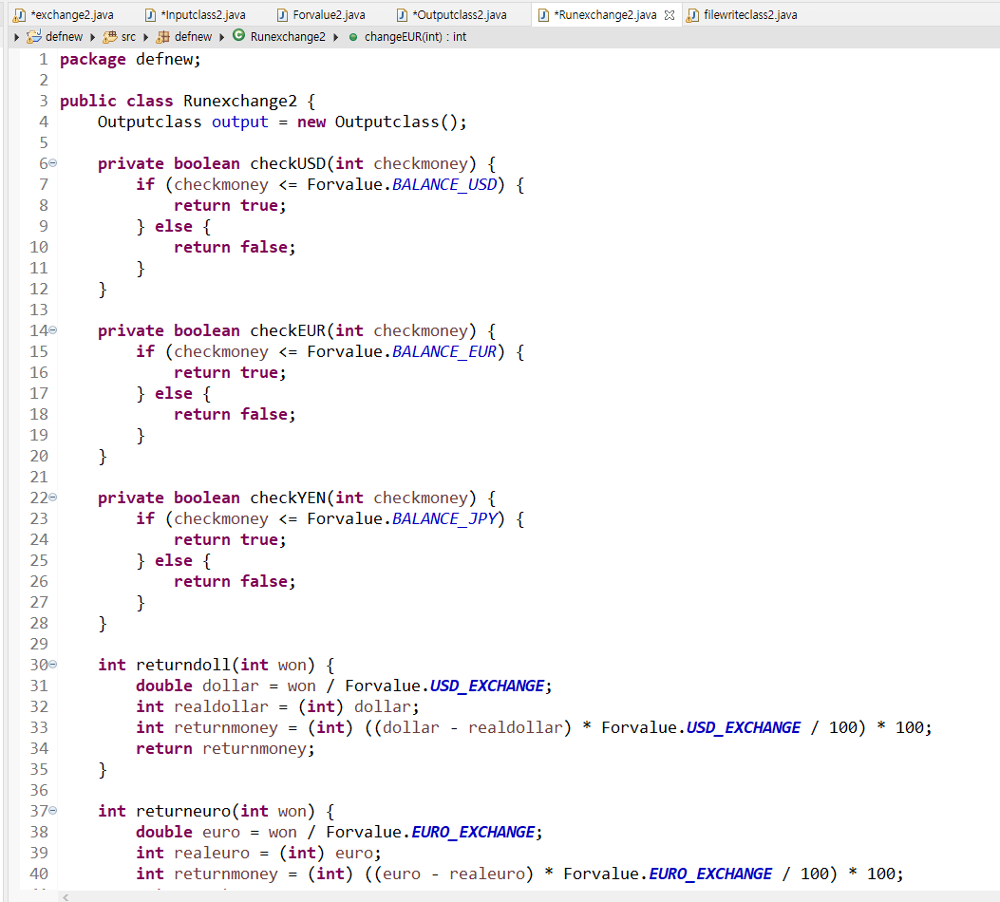 *exchange2.java *Inputclass2.java Forvalue2.java *Outputclass2.java *Runexchange2.java filewriteclass2.java
defnew src defnew Runexchange2 changeEUR(int) : int
1 package defnew;
2
3 public class Runexchange2 {
4     Outputclass output = new Outputclass();
5
6     private boolean checkUSD(int checkmoney) {
7         if (checkmoney <= Forvalue.BALANCE_USD) {
8             return true;
9         } else {
10             return false;
11         }
12     }
13
14     private boolean checkEUR(int checkmoney) {
15         if (checkmoney <= Forvalue.BALANCE_EUR) {
16             return true;
17         } else {
18             return false;
19         }
20     }
21
22     private boolean checkYEN(int checkmoney) {
23         if (checkmoney <= Forvalue.BALANCE_JPY) {
24             return true;
25         } else {
26             return false;
27         }
28     }
29
30     int returndoll(int won) {
31         double dollar = won / Forvalue.USD_EXCHANGE;
32         int realdollar = (int) dollar;
33         int returnmoney = (int) ((dollar - realdollar) * Forvalue.USD_EXCHANGE / 100) * 100;
34         return returnmoney;
35     }
36
37     int returneuro(int won) {
38         double euro = won / Forvalue.EURO_EXCHANGE;
39         int realeuro = (int) euro;
40         int returnmoney = (int) ((euro - realeuro) * Forvalue.EURO_EXCHANGE / 100) * 100;